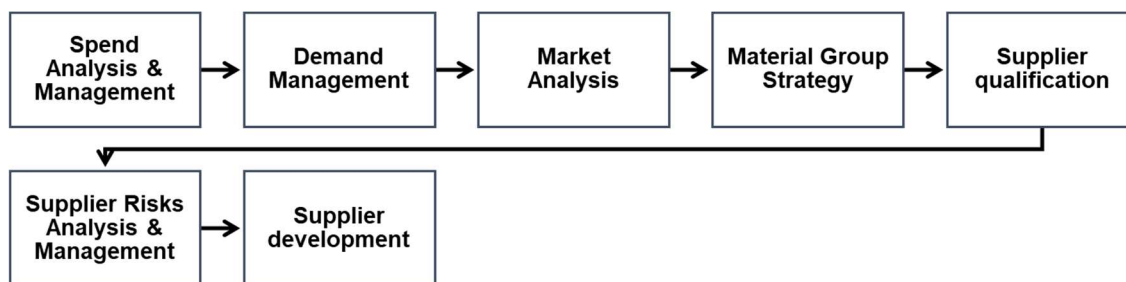 Spend
Analysis &
Management
Demand
Management
Market
Analysis
Material Group
Strategy
Supplier
qualification
Supplier Risks
Analysis &
Management
Supplier
development